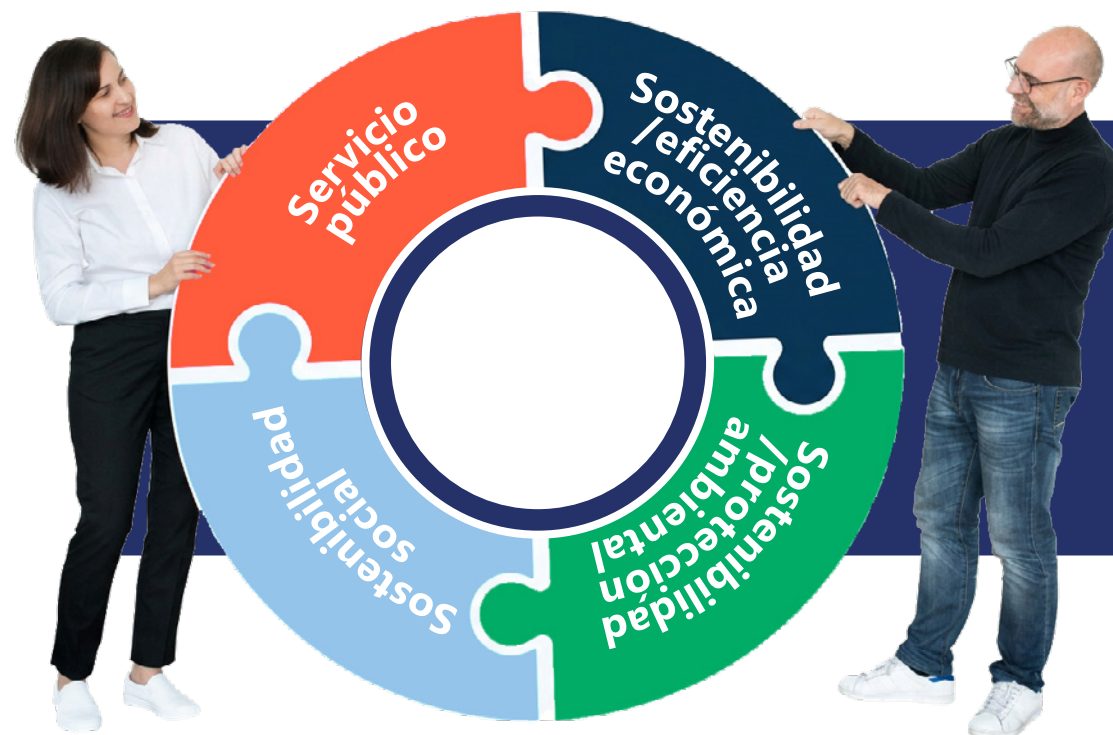 Servicio
público
Sostenibilidad
/eficiencia
económica
Sostenibilidad
/protección
ambiental
Sostenibilidad
social